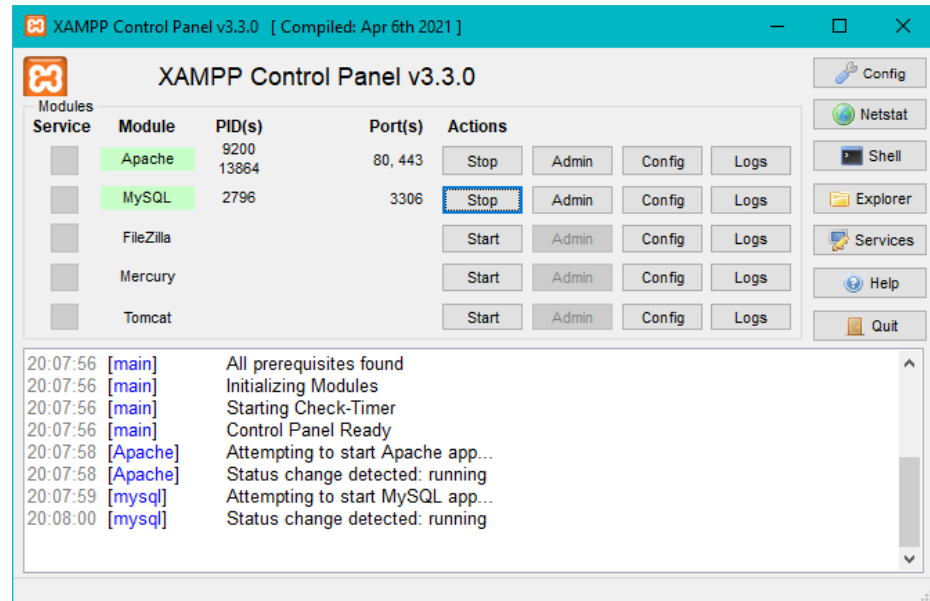 XAMPP Control Panel v3.3.0 [ Compiled: Apr 6th 2021 ]
XAMPP Control Panel v3.3.0
Config
Netstat
Shell
Explorer
Services
Help
Quit
Modules
Service Module PID(s) Port(s) Actions
Apache 9200 13864 80, 443 Stop Admin Config Logs
MySQL 2796 3306 Stop Admin Config Logs
FileZilla Start Admin Config Logs
Mercury Start Admin Config Logs
Tomcat Start Admin Config Logs
20:07:56 [main] All prerequisites found
20:07:56 [main] Initializing Modules
20:07:56 [main] Starting Check-Timer
20:07:56 [main] Control Panel Ready
20:07:58 [Apache] Attempting to start Apache app...
20:07:58 [Apache] Status change detected: running
20:07:59 [mysql] Attempting to start MySQL app...
20:08:00 [mysql] Status change detected: running